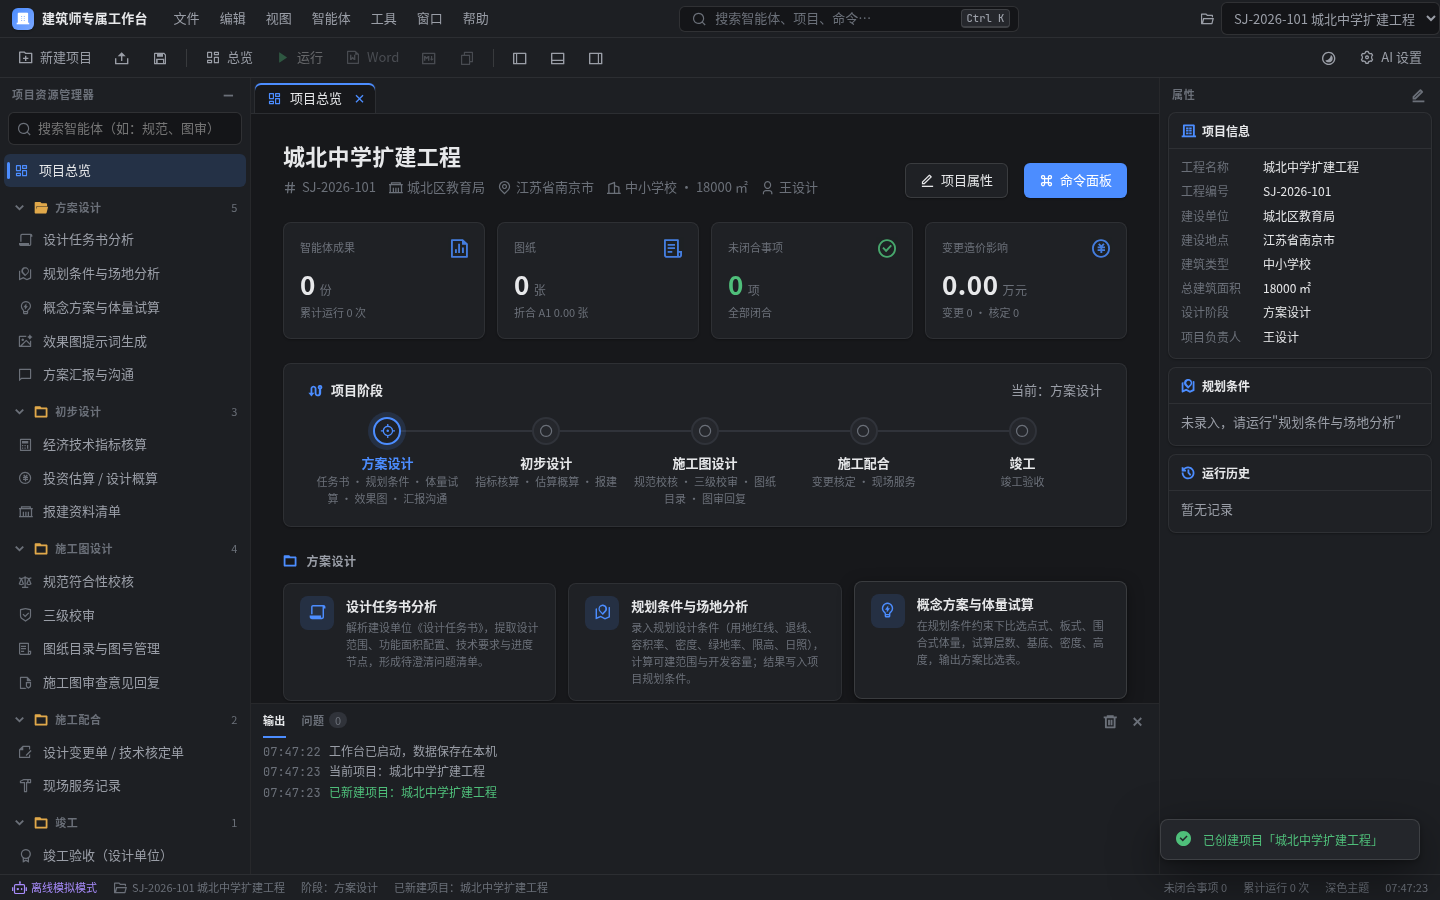 建筑师专属工作台 文件 编辑 视图 智能体 工具 窗口 帮助 搜索智能体、项目、命令… Ctrl K SJ-2026-101 城北中学扩建工程
新建项目 总览 运行 Word AI 设置
项目资源管理器
搜索智能体（如：规范、图审）
项目总览
方案设计 5
设计任务书分析
规划条件与场地分析
概念方案与体量试算
效果图提示词生成
方案汇报与沟通
初步设计 3
经济技术指标核算
投资估算 / 设计概算
报建资料清单
施工图设计 4
规范符合性校核
三级校审
图纸目录与图号管理
施工图审查意见回复
施工配合 2
设计变更单 / 技术核定单
现场服务记录
竣工 1
竣工验收（设计单位）
项目总览
城北中学扩建工程
SJ-2026-101 城北区教育局 江苏省南京市 中小学校 · 18000 ㎡ 王设计
项目属性 命令面板
智能体成果
0 份
累计运行 0 次
图纸
0 张
折合 A1 0.00 张
未闭合事项
0 项
全部闭合
变更造价影响
0.00 万元
变更 0 · 核定 0
项目阶段 当前：方案设计
方案设计
任务书 · 规划条件 · 体量试
算 · 效果图 · 汇报沟通
初步设计
指标核算 · 估算概算 · 报建
施工图设计
规范校核 · 三级校审 · 图纸
目录 · 图审回复
施工配合
变更核定 · 现场服务
竣工
竣工验收
方案设计
设计任务书分析
解析建设单位《设计任务书》，提取设计
范围、功能面积配置、技术要求与进度
节点，形成待澄清问题清单。
规划条件与场地分析
录入规划设计条件（用地红线、退线、
容积率、密度、绿地率、限高、日照），
计算可建范围与开发容量；结果写入项
目规划条件。
概念方案与体量试算
在规划条件约束下比选点式、板式、围
合式体量，试算层数、基底、密度、高
度，输出方案比选表。
输出 问题 0
07:47:22 工作台已启动，数据保存在本机
07:47:23 当前项目：城北中学扩建工程
07:47:23 已新建项目：城北中学扩建工程
属性
项目信息
工程名称 城北中学扩建工程
工程编号 SJ-2026-101
建设单位 城北区教育局
建设地点 江苏省南京市
建筑类型 中小学校
总建筑面积 18000 ㎡
设计阶段 方案设计
项目负责人 王设计
规划条件
未录入，请运行"规划条件与场地分析"
运行历史
暂无记录
已创建项目「城北中学扩建工程」
离线模拟模式 SJ-2026-101 城北中学扩建工程 阶段：方案设计 已新建项目：城北中学扩建工程 未闭合事项 0 累计运行 0 次 深色主题 07:47:23